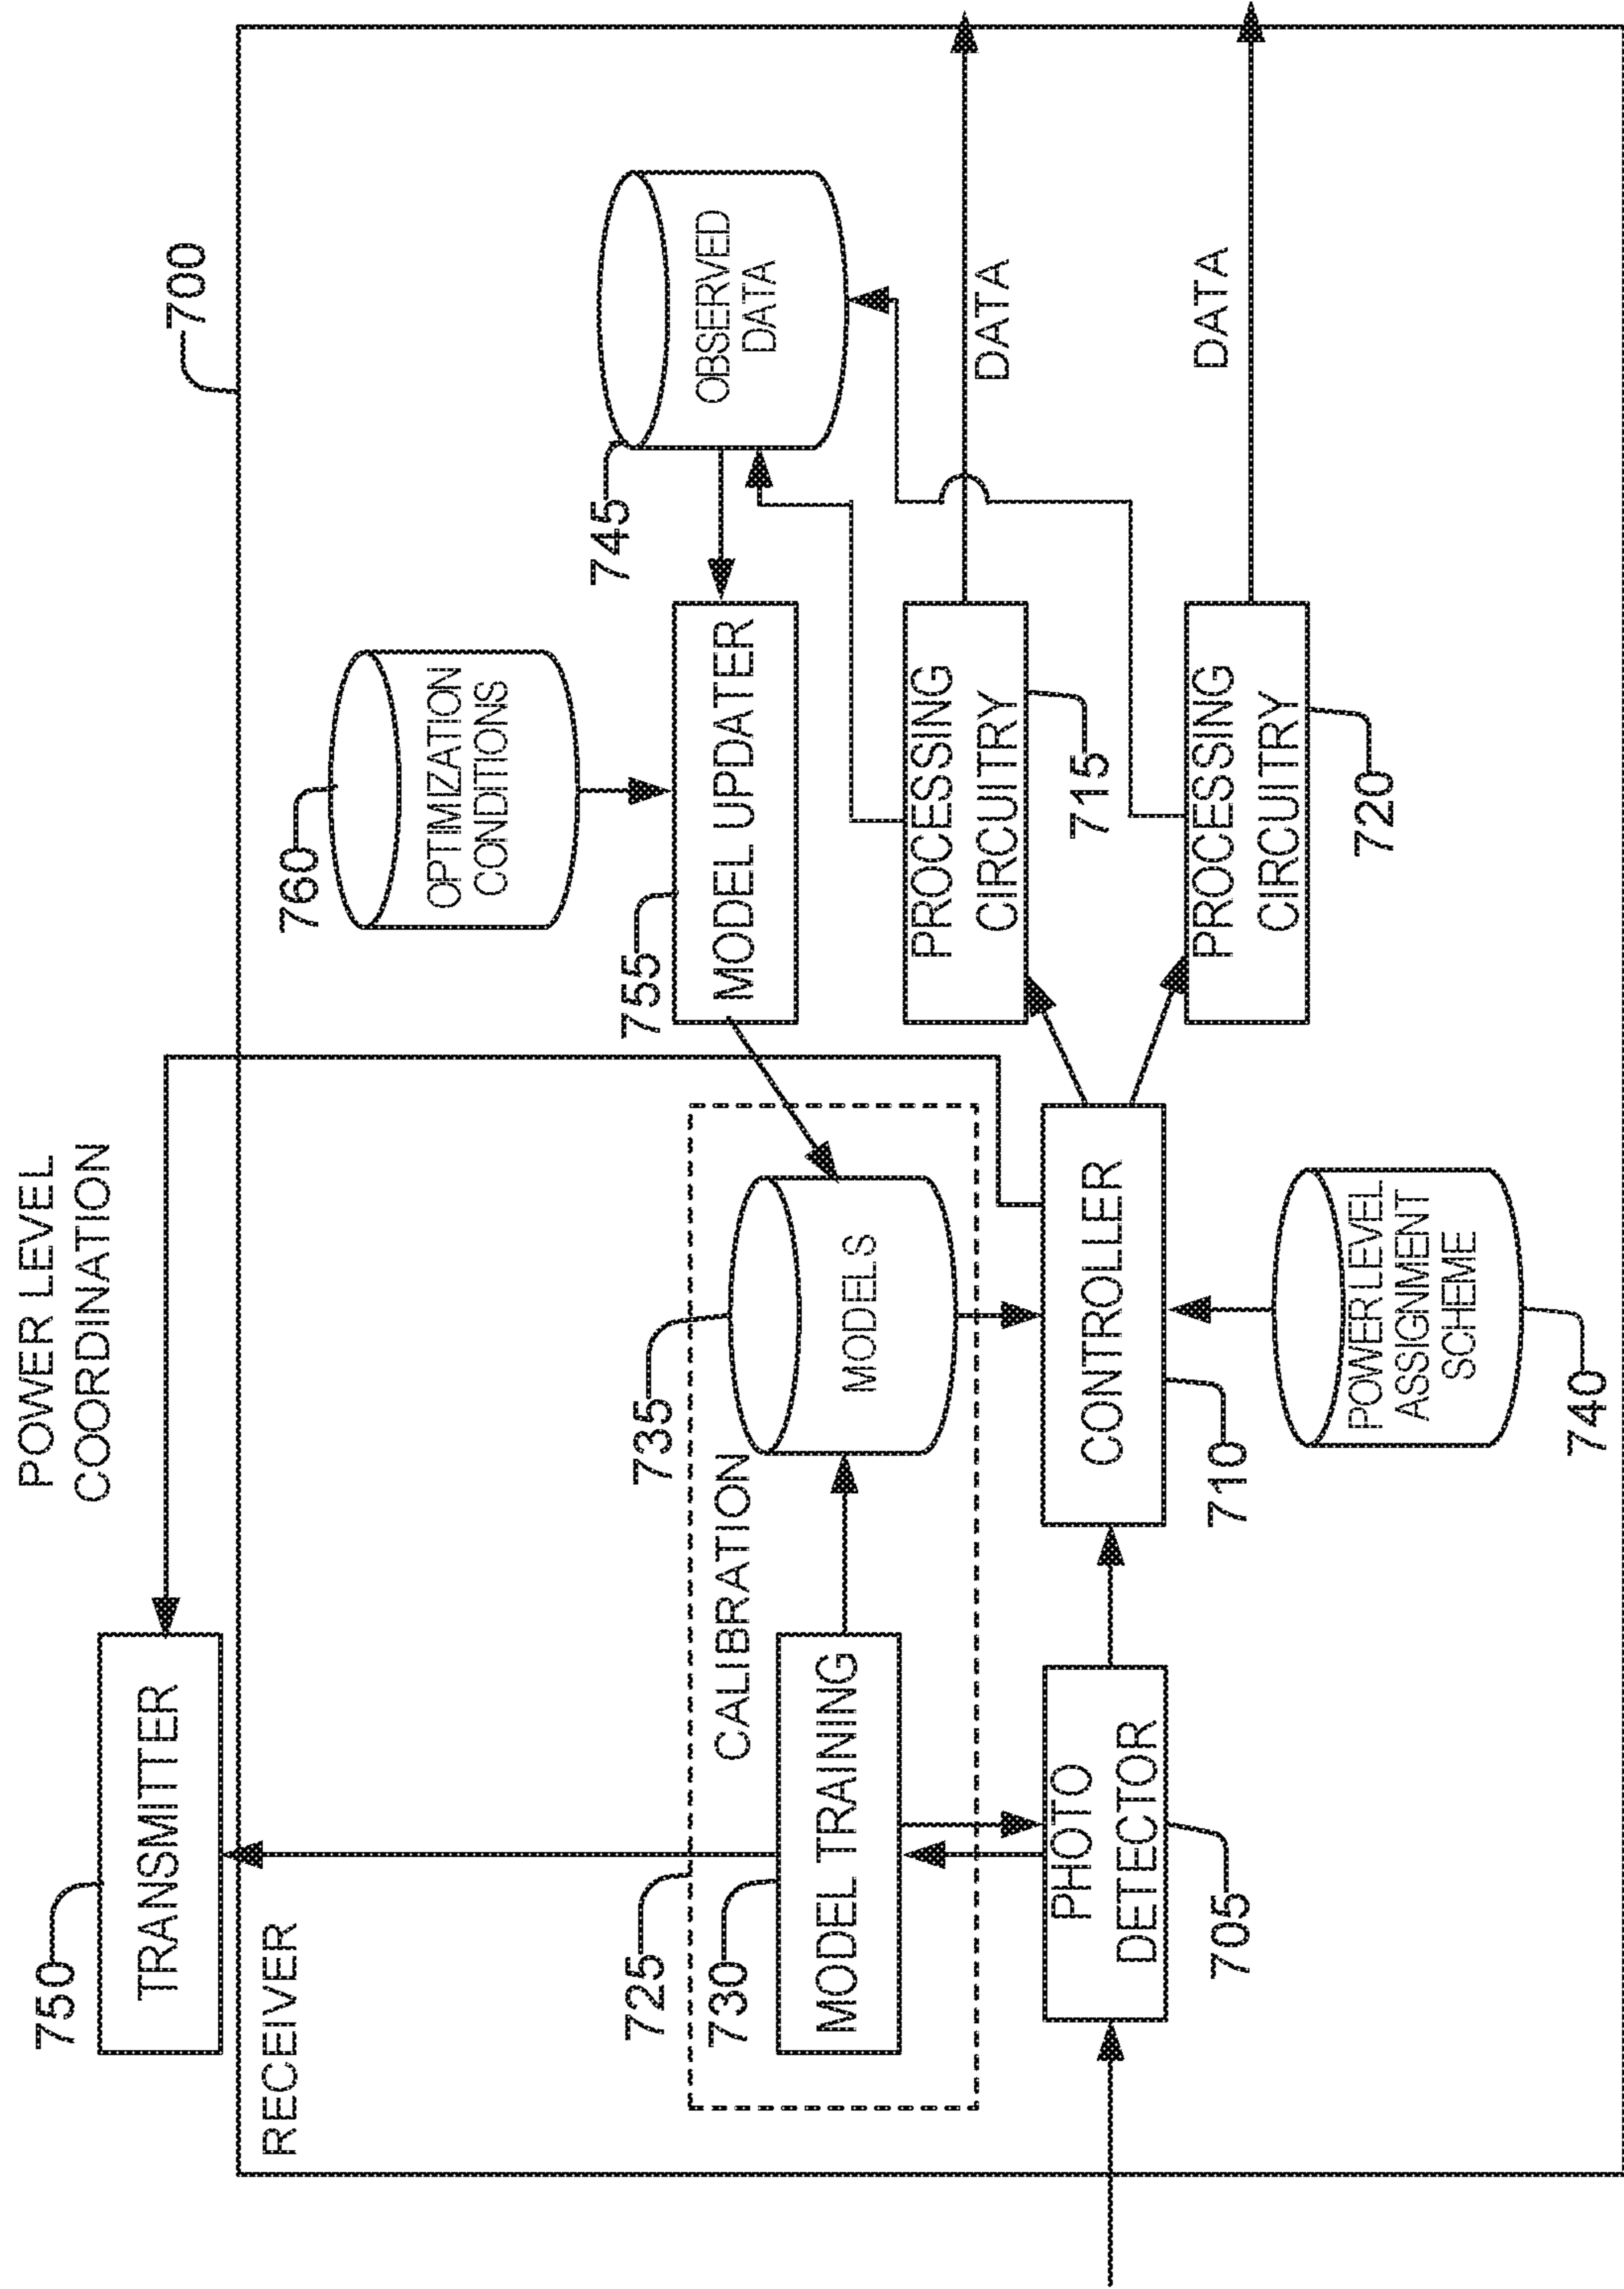 POWER LEVEL
COORDINATION
750
TRANSMITTER
RECEIVER
700
725
CALIBRATION
730
MODEL TRAINING
735
MODELS
760
OPTIMIZATION
CONDITIONS
755
MODEL UPDATER
745
OBSERVED
DATA
PHOTO
DETECTOR
705
CONTROLLER
710
POWER LEVEL
ASSIGNMENT
SCHEME
740
PROCESSING
CIRCUITRY
715
DATA
PROCESSING
CIRCUITRY
720
DATA